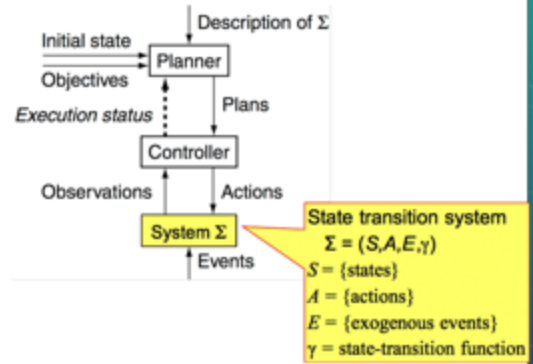 Description of Σ
Initial state
Planner
Objectives
Execution status
Plans
Controller
Observations
Actions
System Σ
Events
State transition system
Σ = (S,A,E,γ)
S = {states}
A = {actions}
E = {exogenous events}
γ = state-transition function